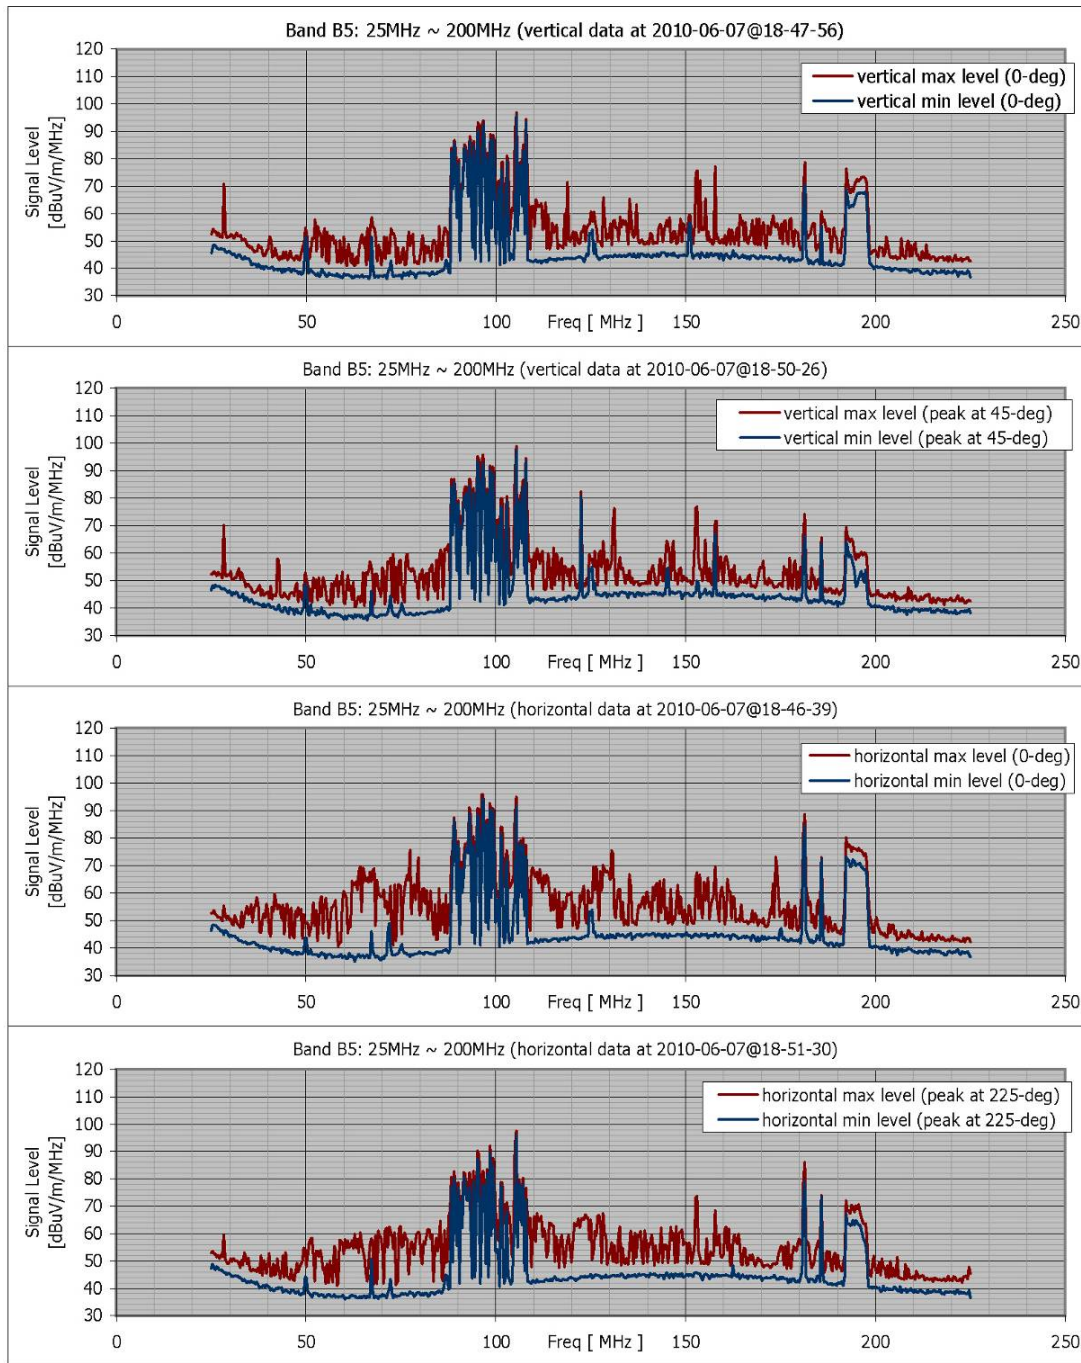 Band B5: 25MHz ~ 200MHz (vertical data at 2010-06-07@18-47-56)
120
110
100
90
80
70
60
50
40
30
Signal Level
[dBuV/m/MHz]
vertical max level (0-deg)
vertical min level (0-deg)
0 50 100 150 200 250
Freq [ MHz ]
Band B5: 25MHz ~ 200MHz (vertical data at 2010-06-07@18-50-26)
120
110
100
90
80
70
60
50
40
30
Signal Level
[dBuV/m/MHz]
vertical max level (peak at 45-deg)
vertical min level (peak at 45-deg)
0 50 100 150 200 250
Freq [ MHz ]
Band B5: 25MHz ~ 200MHz (horizontal data at 2010-06-07@18-46-39)
120
110
100
90
80
70
60
50
40
30
Signal Level
[dBuV/m/MHz]
horizontal max level (0-deg)
horizontal min level (0-deg)
0 50 100 150 200 250
Freq [ MHz ]
Band B5: 25MHz ~ 200MHz (horizontal data at 2010-06-07@18-51-30)
120
110
100
90
80
70
60
50
40
30
Signal Level
[dBuV/m/MHz]
horizontal max level (peak at 225-deg)
horizontal min level (peak at 225-deg)
0 50 100 150 200 250
Freq [ MHz ]